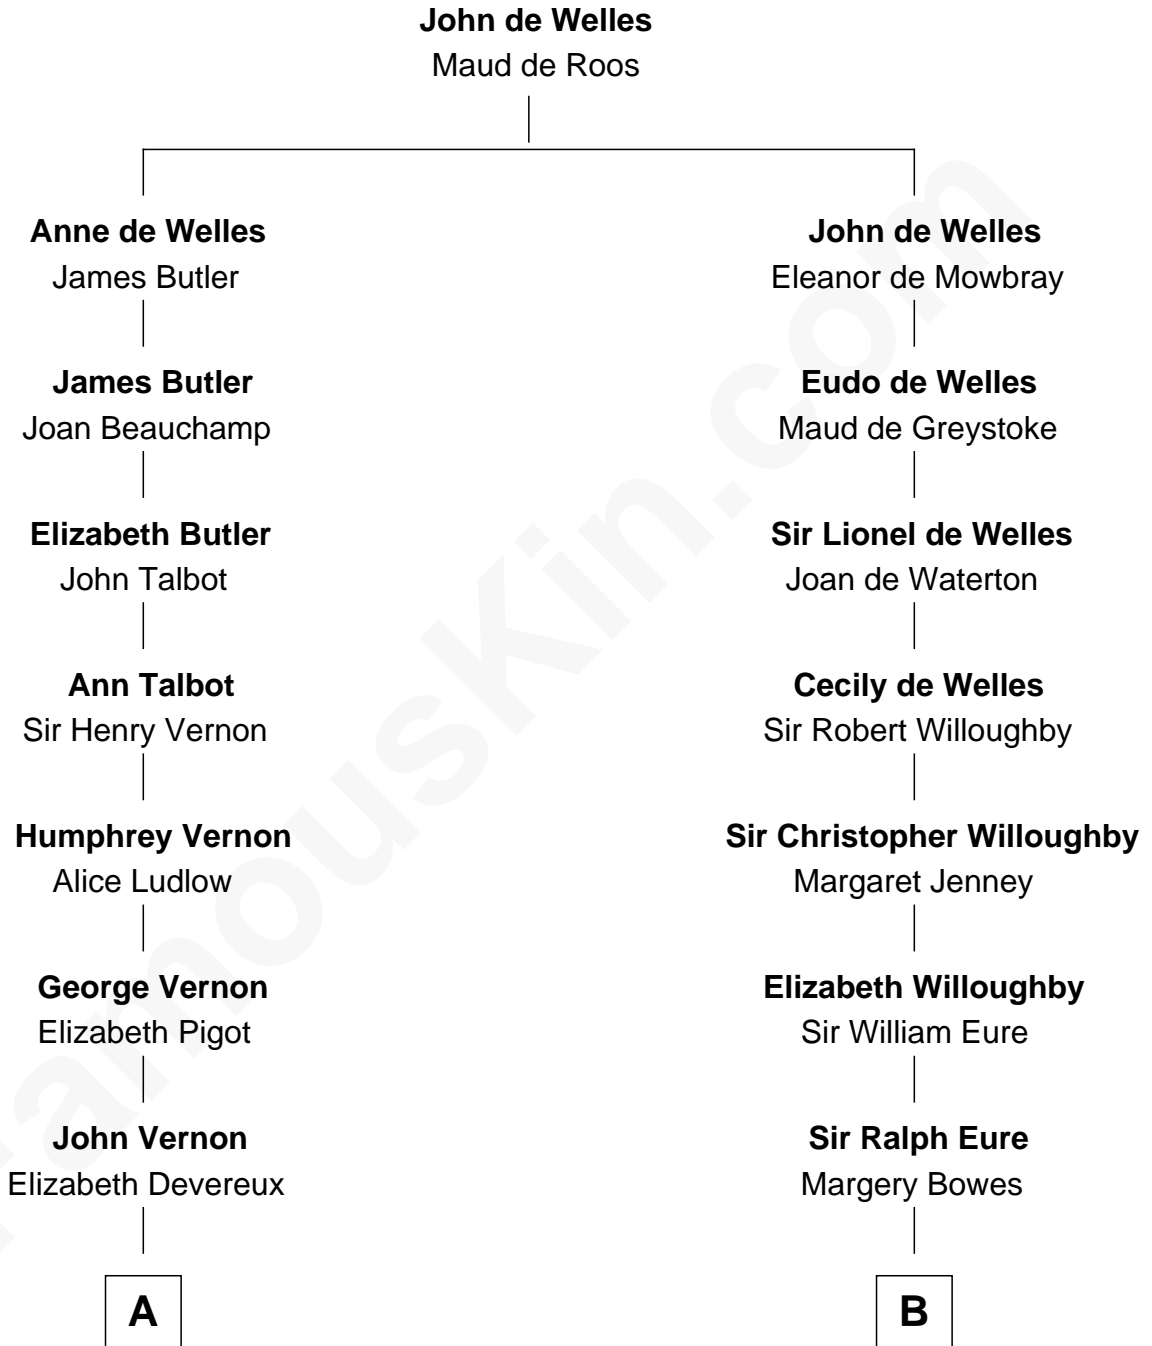 John de Welles
Maud de Roos
Anne de Welles
James Butler
John de Welles
Eleanor de Mowbray
James Butler
Joan Beauchamp
Eudo de Welles
Maud de Greystoke
Elizabeth Butler
John Talbot
Sir Lionel de Welles
Joan de Waterton
Ann Talbot
Sir Henry Vernon
Cecily de Welles
Sir Robert Willoughby
Humphrey Vernon
Alice Ludlow
Sir Christopher Willoughby
Margaret Jenney
George Vernon
Elizabeth Pigot
Elizabeth Willoughby
Sir William Eure
John Vernon
Elizabeth Devereux
Sir Ralph Eure
Margery Bowes
A
B
FamousKin.com